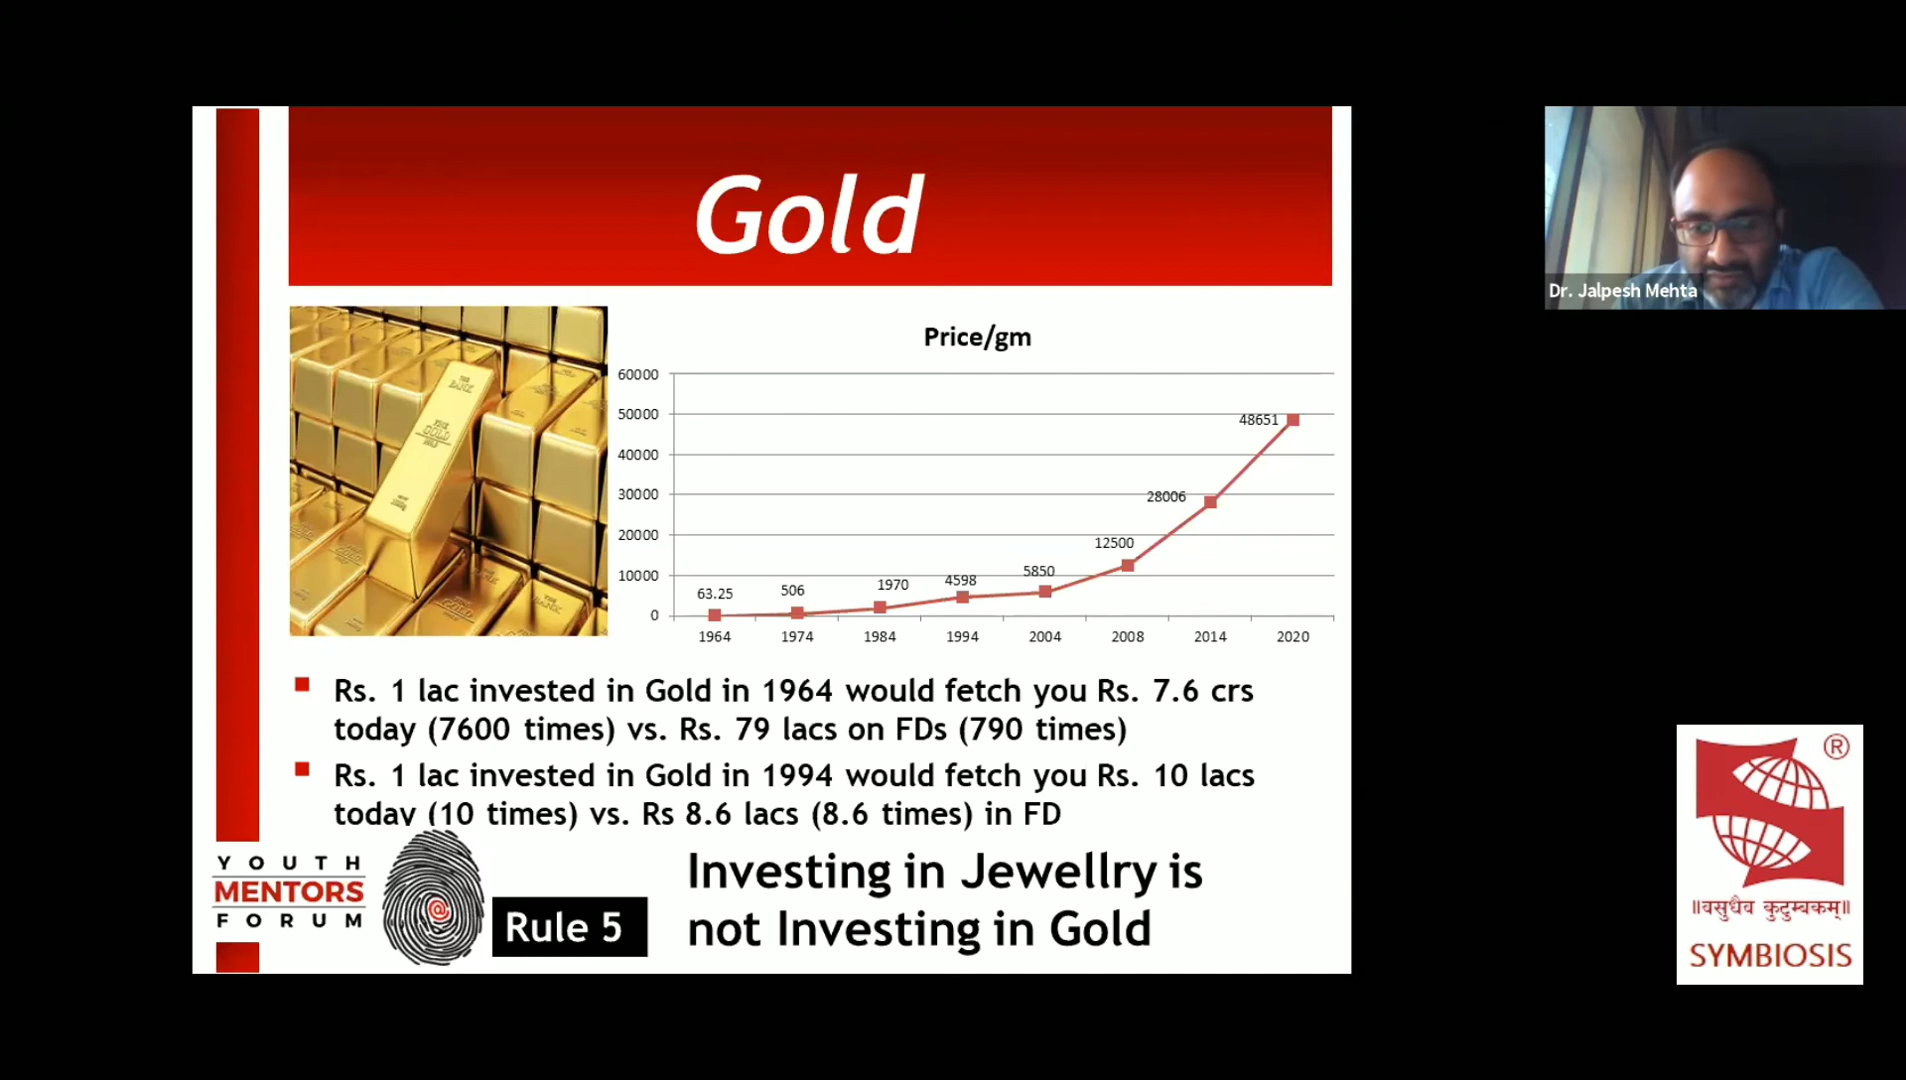 Gold
Dr. Jalpesh Mehta
Price/gm
60000
50000
40000
30000
20000
10000
0
63.25
506
1970
4598
5850
12500
28006
48651
1964
1974
1984
1994
2004
2008
2014
2020
Rs. 1 lac invested in Gold in 1964 would fetch you Rs. 7.6 crs
today (7600 times) vs. Rs. 79 lacs on FDs (790 times)
Rs. 1 lac invested in Gold in 1994 would fetch you Rs. 10 lacs
today (10 times) vs. Rs 8.6 lacs (8.6 times) in FD
YOUTH
MENTORS
FORUM
@
Rule 5
Investing in Jewellry is
not Investing in Gold
®
॥वसुधैव कुटुम्बकम्॥
SYMBIOSIS